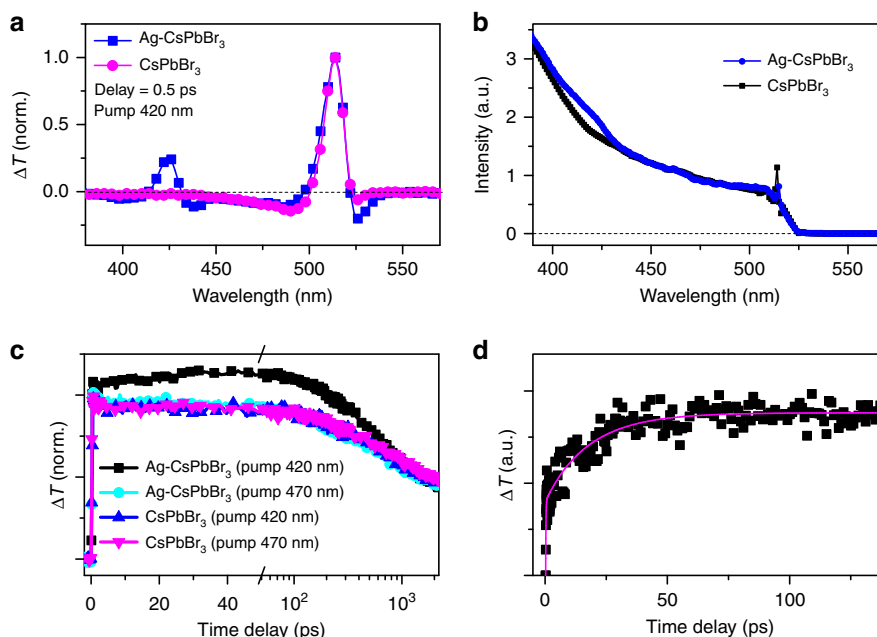 a
Ag-CsPbBr3
CsPbBr3
Delay = 0.5 ps
Pump 420 nm
1.0
0.5
0.0
ΔT (norm.)
400 450 500 550
Wavelength (nm)
b
Ag-CsPbBr3
CsPbBr3
3
2
1
0
Intensity (a.u.)
400 450 500 550
Wavelength (nm)
c
ΔT (norm.)
Ag-CsPbBr3 (pump 420 nm)
Ag-CsPbBr3 (pump 470 nm)
CsPbBr3 (pump 420 nm)
CsPbBr3 (pump 470 nm)
0 20 40 10² 10³
Time delay (ps)
d
ΔT (a.u.)
0 50 100
Time delay (ps)